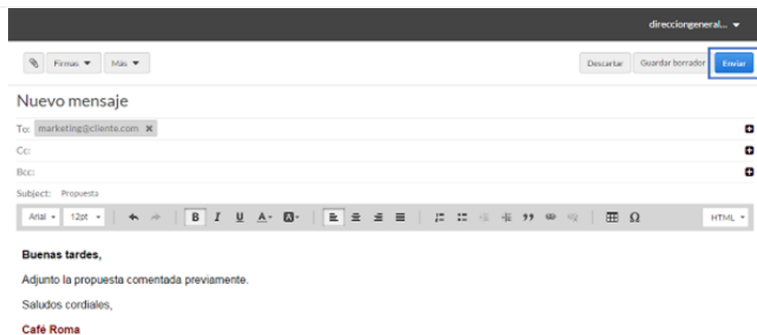 direcciongeneral...
Firmas Más Descartar Guardar borrador Enviar
Nuevo mensaje
To: marketing@cliente.com
Cc:
Bcc:
Subject: Propuesta
Arial 12pt B I U A A HTML
Buenas tardes,
Adjunto la propuesta comentada previamente.
Saludos cordiales,
Café Roma